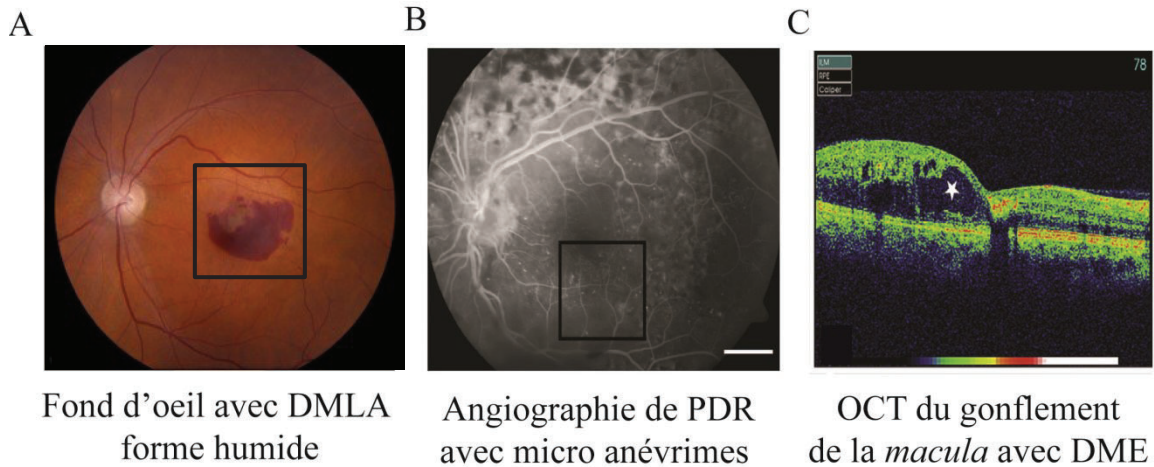 A
B
C
ILM
RPE
Caliper
78
Fond d'oeil avec DMLA
forme humide
Angiographie de PDR
avec micro anévrimes
OCT du gonflement
de la macula avec DME